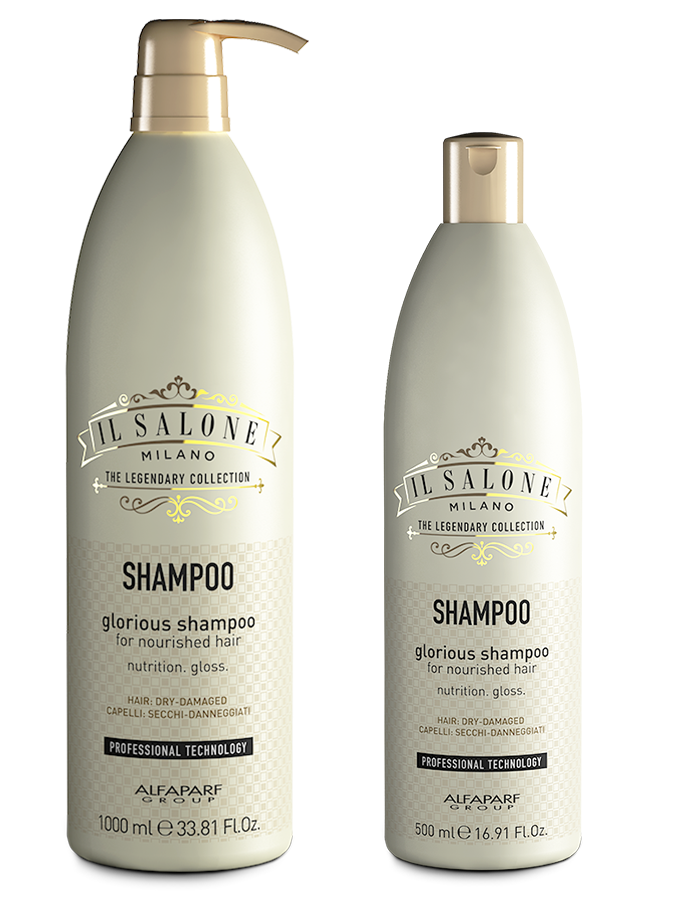 IL SALONE
MILANO
THE LEGENDARY COLLECTION
SHAMPOO
glorious shampoo
for nourished hair
nutrition. gloss.
HAIR: DRY-DAMAGED
CAPELLI: SECCHI-DANNEGGIATI
PROFESSIONAL TECHNOLOGY
ALFAPARF
GROUP
1000 ml ℮ 33.81 Fl.Oz.
IL SALONE
MILANO
THE LEGENDARY COLLECTION
SHAMPOO
glorious shampoo
for nourished hair
nutrition. gloss.
HAIR: DRY-DAMAGED
CAPELLI: SECCHI-DANNEGGIATI
PROFESSIONAL TECHNOLOGY
ALFAPARF
GROUP
500 ml ℮ 16.91 Fl.Oz.